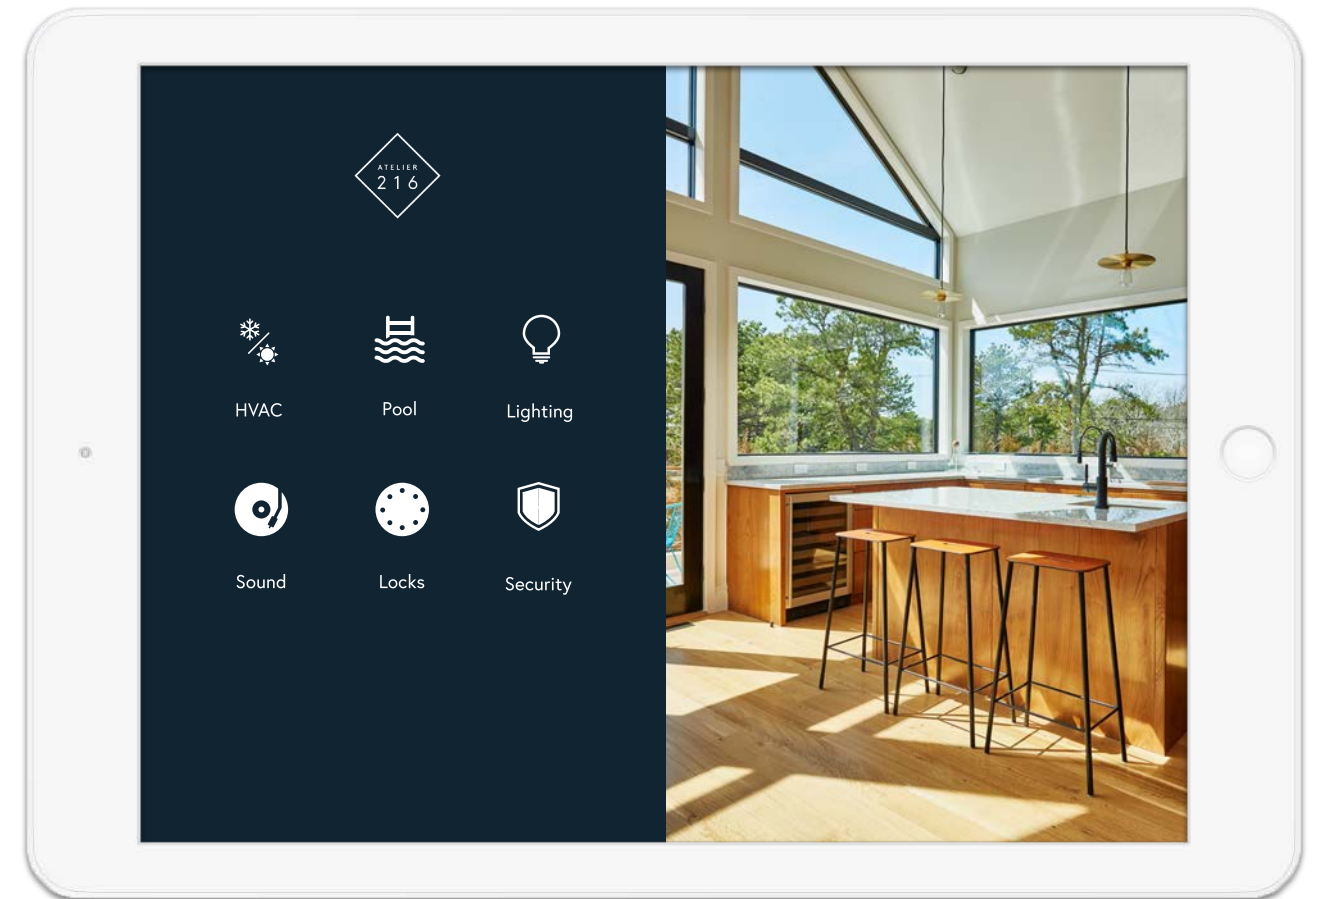 ATELIER
216
HVAC
Pool
Lighting
Sound
Locks
Security